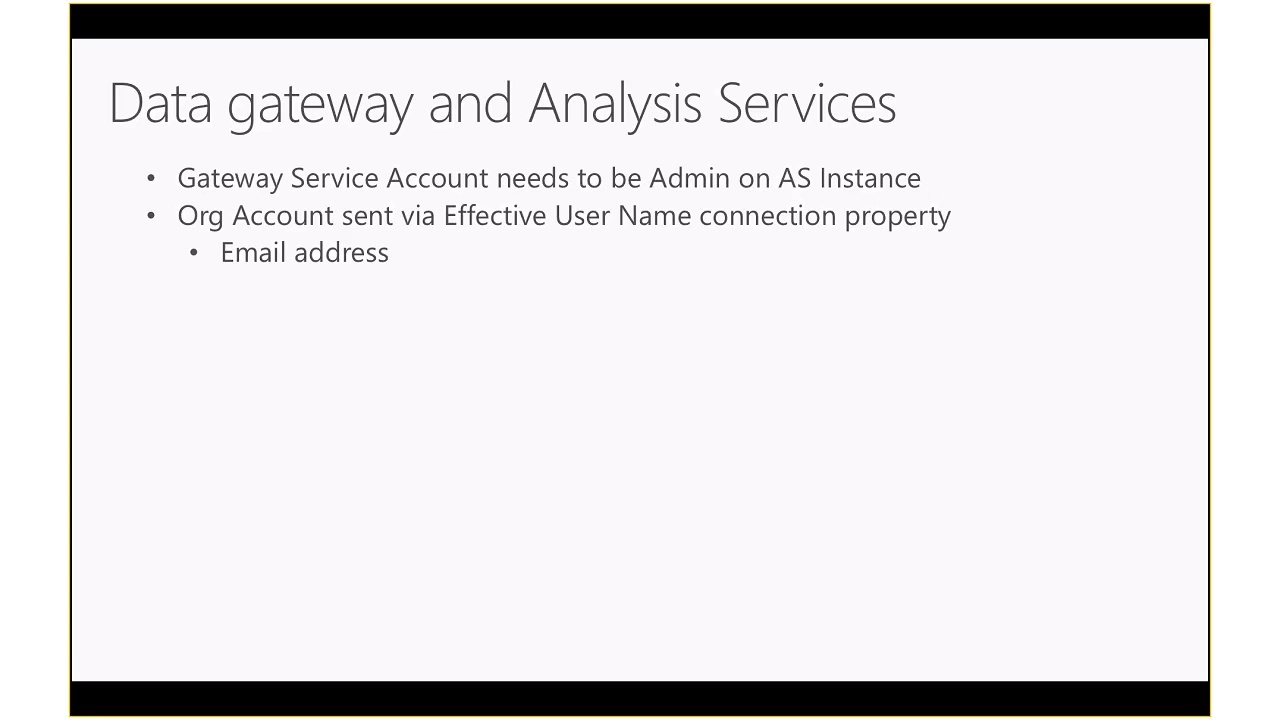 Data gateway and Analysis Services
• Gateway Service Account needs to be Admin on AS Instance
• Org Account sent via Effective User Name connection property
• Email address